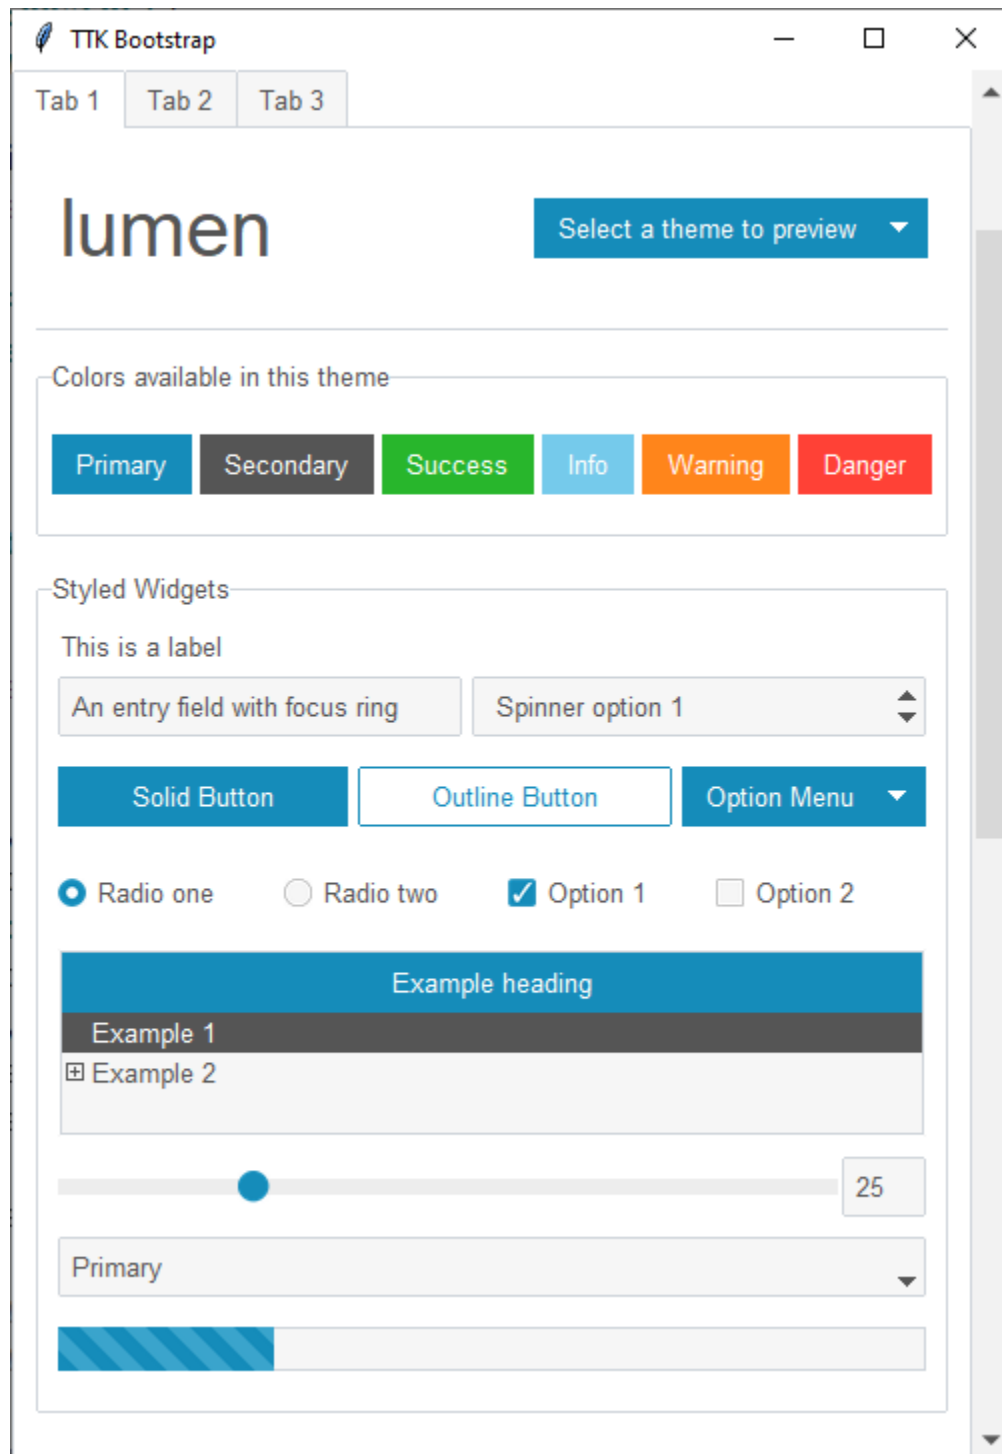 TTK Bootstrap
Tab 1 Tab 2 Tab 3
lumen
Select a theme to preview
Colors available in this theme
Primary Secondary Success Info Warning Danger
Styled Widgets
This is a label
An entry field with focus ring Spinner option 1
Solid Button Outline Button Option Menu
Radio one Radio two Option 1 Option 2
Example heading
Example 1
Example 2
25
Primary